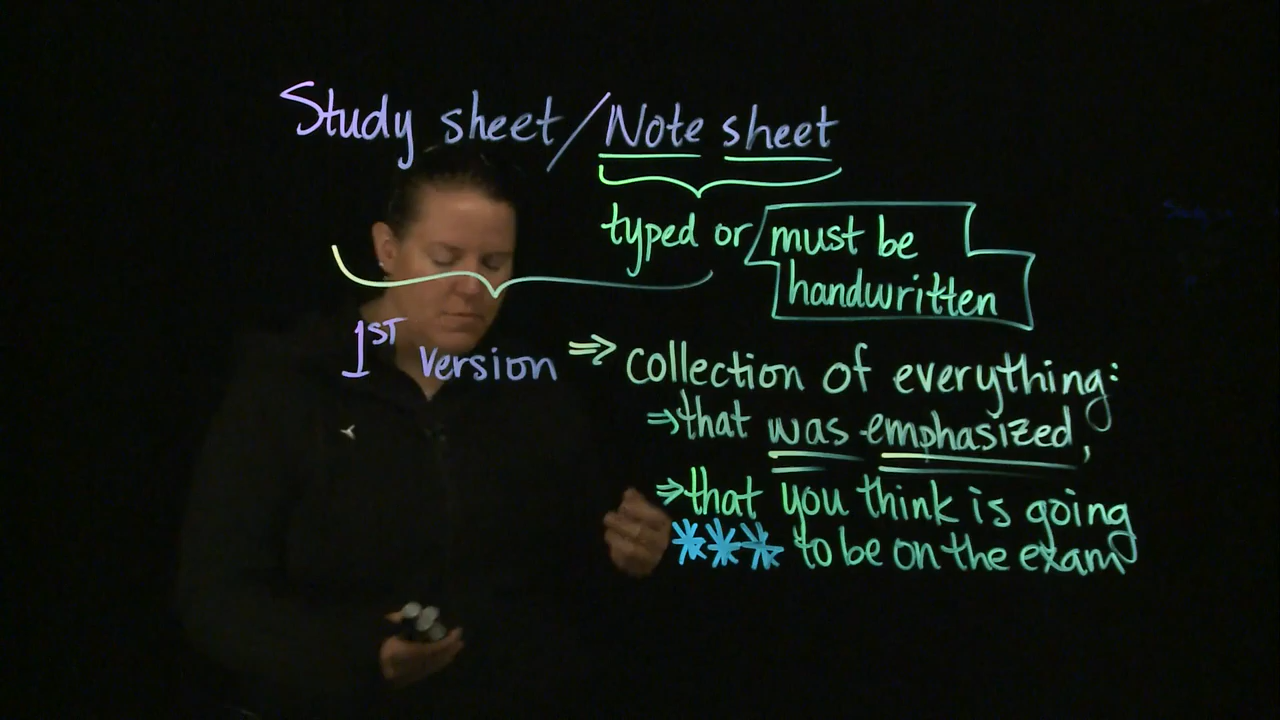 Study sheet/Note sheet
typed or must be
handwritten
1ST version ⇒ collection of everything:
⇒that was emphasized,
⇒that you think is going
*** to be on the exam